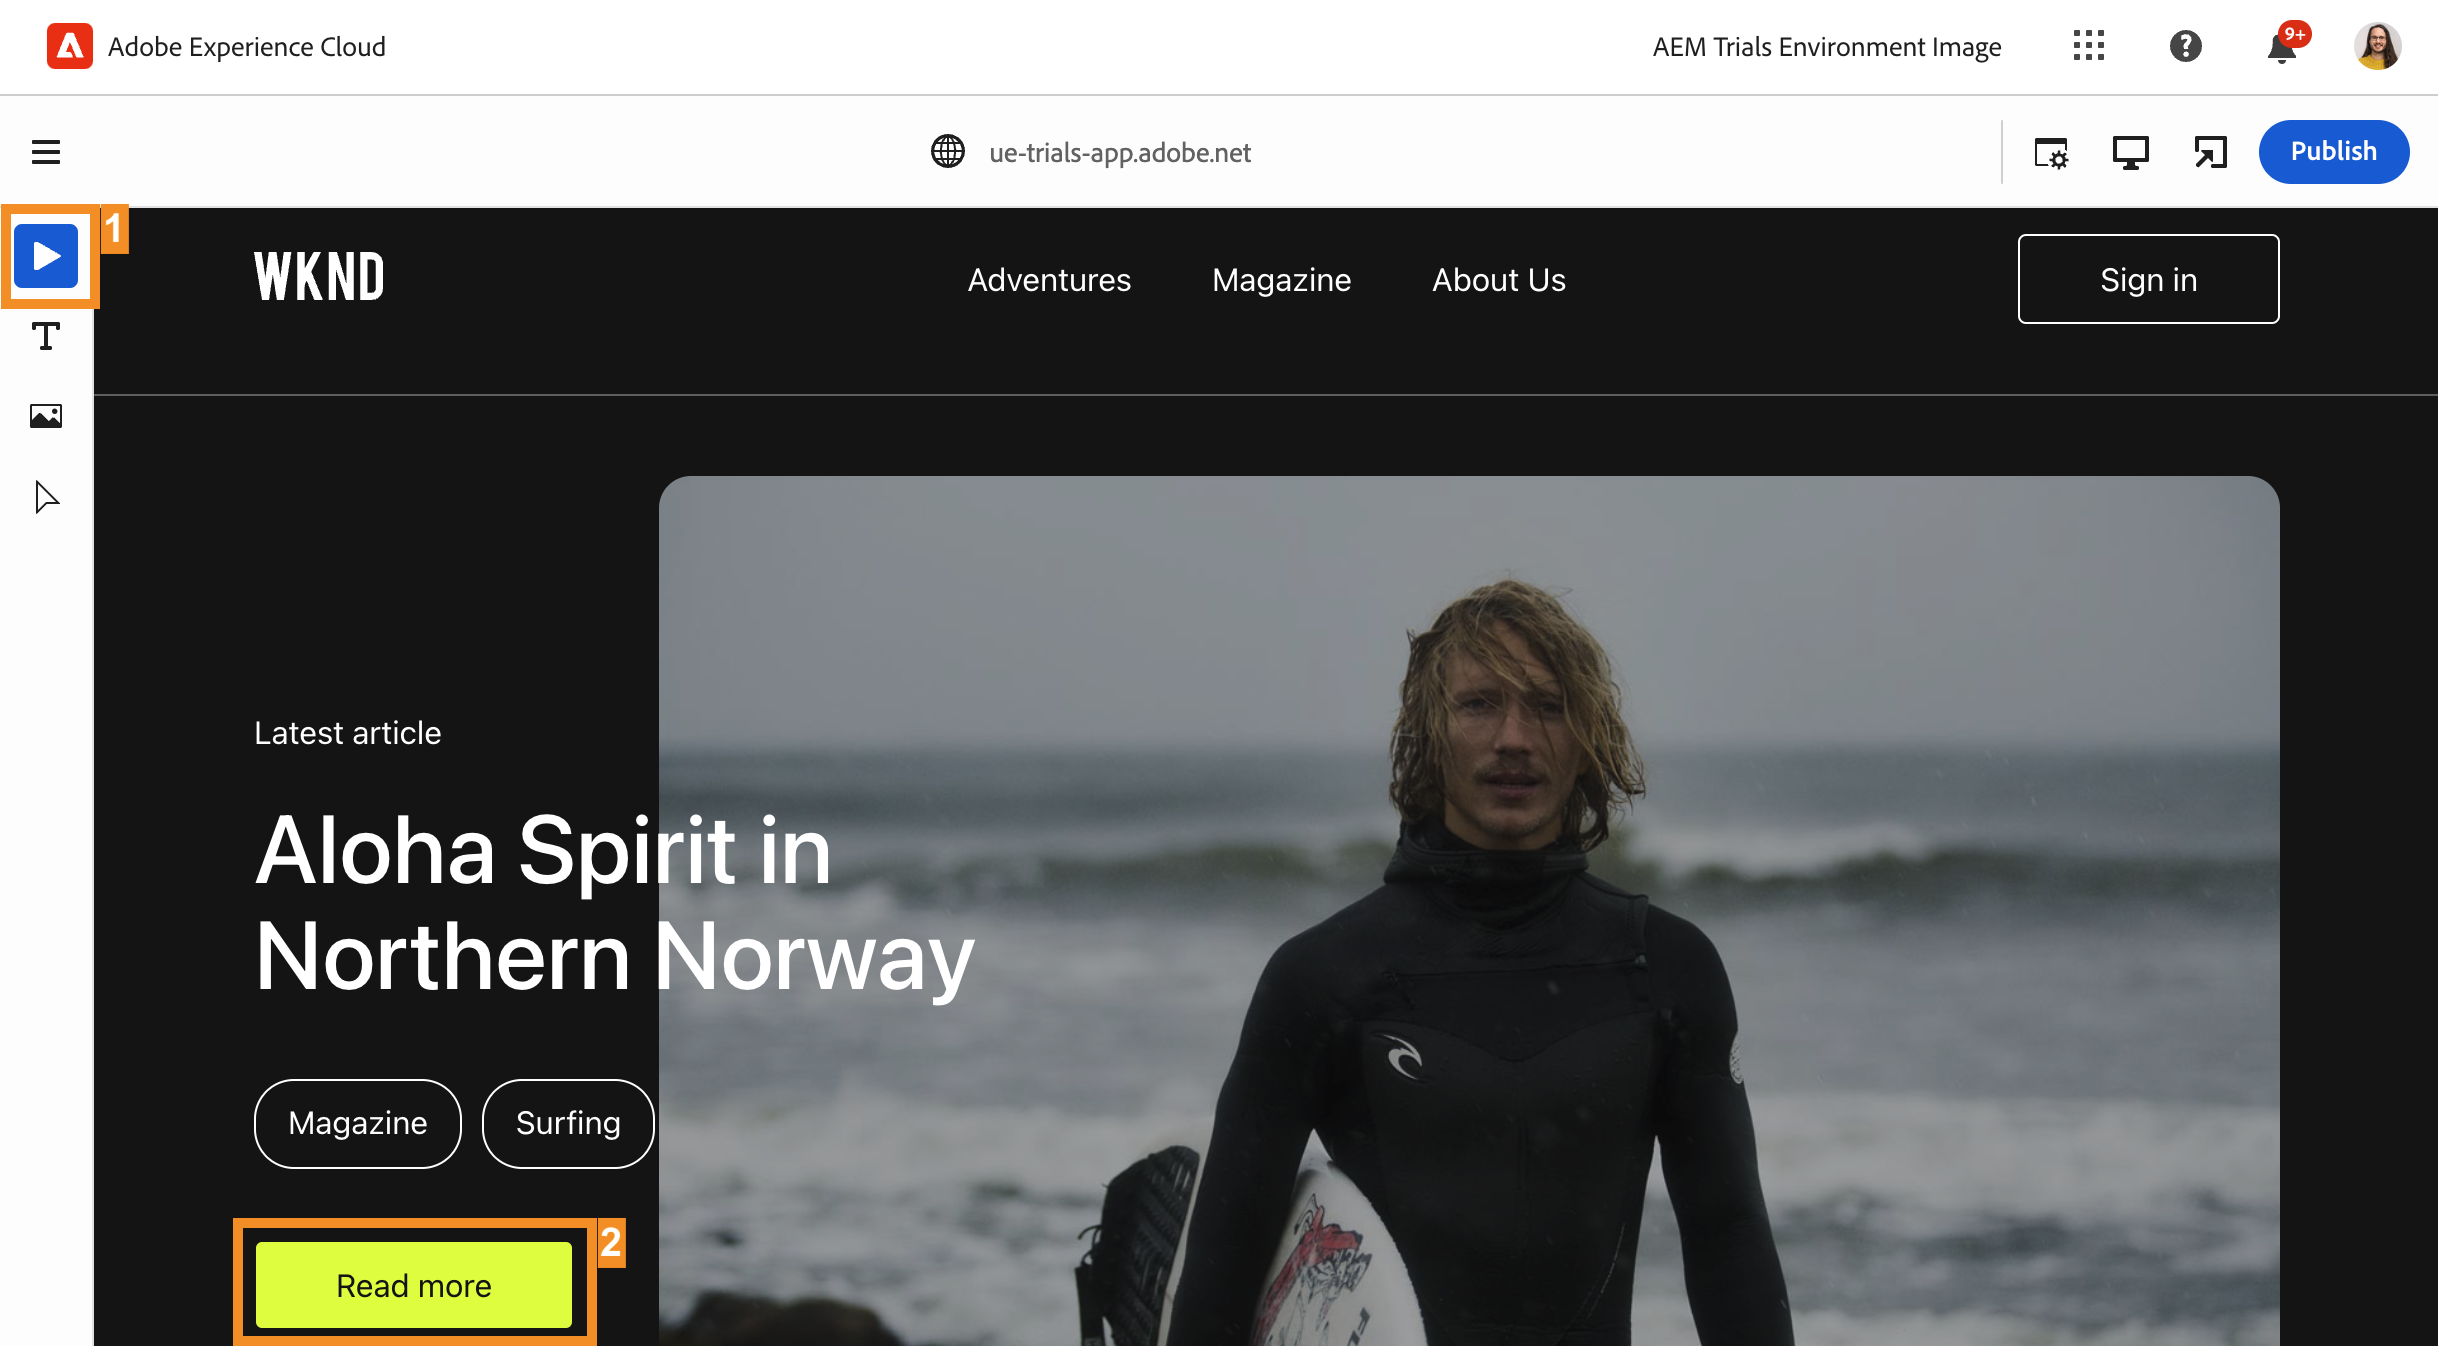 Adobe Experience Cloud
AEM Trials Environment Image
9+
ue-trials-app.adobe.net
Publish
1
WKND
Adventures
Magazine
About Us
Sign in
Latest article
Aloha Spirit in
Northern Norway
Magazine
Surfing
2
Read more